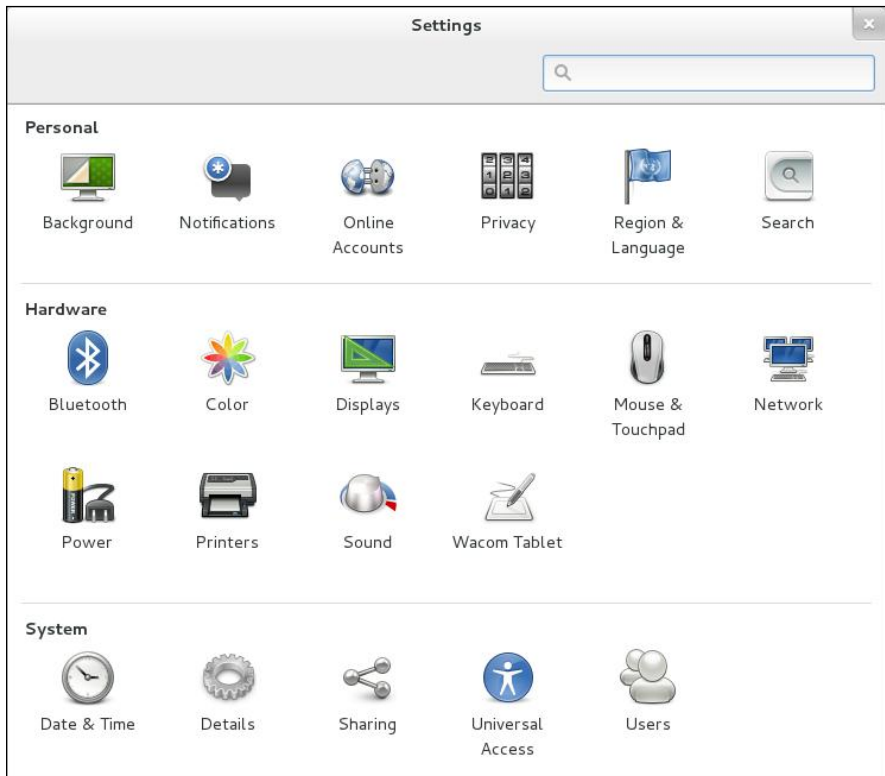 Settings
Personal
Background
Notifications
Online
Accounts
Privacy
Region &
Language
Search
Hardware
Bluetooth
Color
Displays
Keyboard
Mouse &
Touchpad
Network
Power
Printers
Sound
Wacom Tablet
System
Date & Time
Details
Sharing
Universal
Access
Users